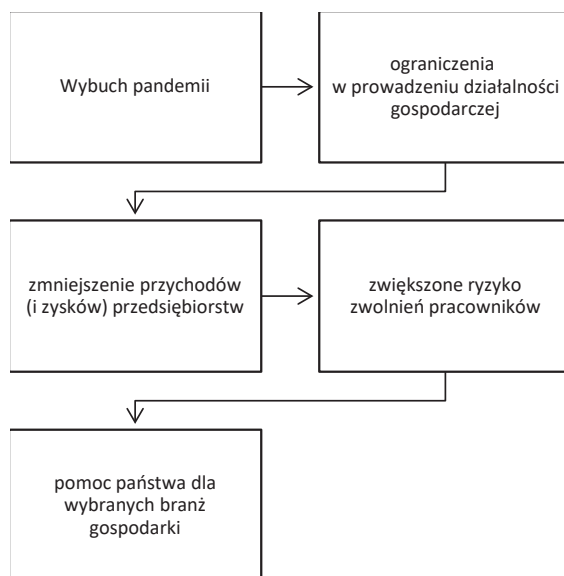 Wybuch pandemii
ograniczenia
w prowadzeniu działalności
gospodarczej
zmniejszenie przychodów
(i zysków) przedsiębiorstw
zwiększone ryzyko
zwolnień pracowników
pomoc państwa dla
wybranych branż
gospodarki